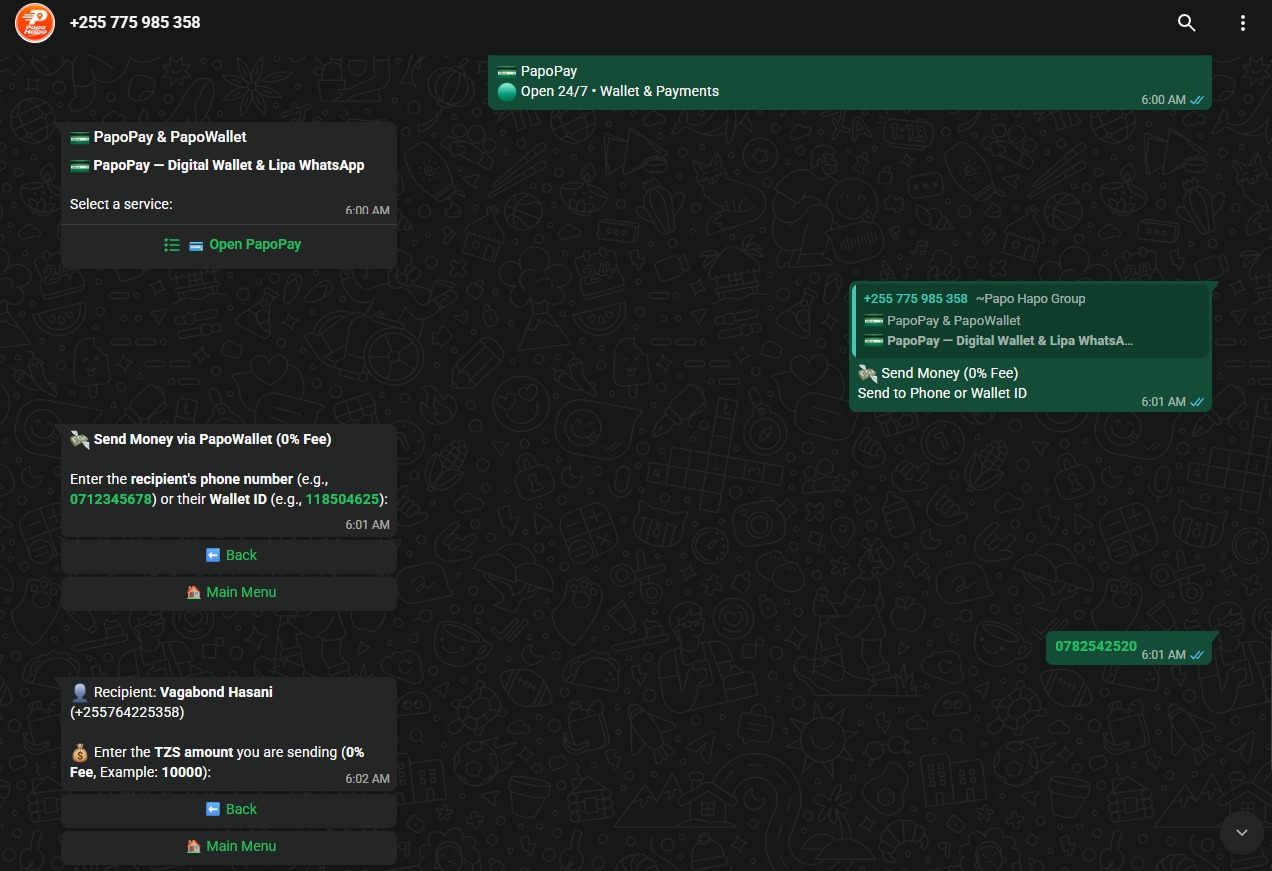 Papo
Hapo
+255 775 985 358
PapoPay
Open 24/7 • Wallet & Payments
6:00 AM
PapoPay & PapoWallet
PapoPay — Digital Wallet & Lipa WhatsApp
Select a service:
6:00 AM
Open PapoPay
+255 775 985 358 ~Papo Hapo Group
PapoPay & PapoWallet
PapoPay — Digital Wallet & Lipa WhatsA...
Send Money (0% Fee)
Send to Phone or Wallet ID
6:01 AM
Send Money via PapoWallet (0% Fee)
Enter the recipient's phone number (e.g.,
0712345678) or their Wallet ID (e.g., 118504625):
6:01 AM
Back
Main Menu
0782542520
6:01 AM
Recipient: Vagabond Hasani
(+255764225358)
Enter the TZS amount you are sending (0%
Fee, Example: 10000):
6:02 AM
Back
Main Menu